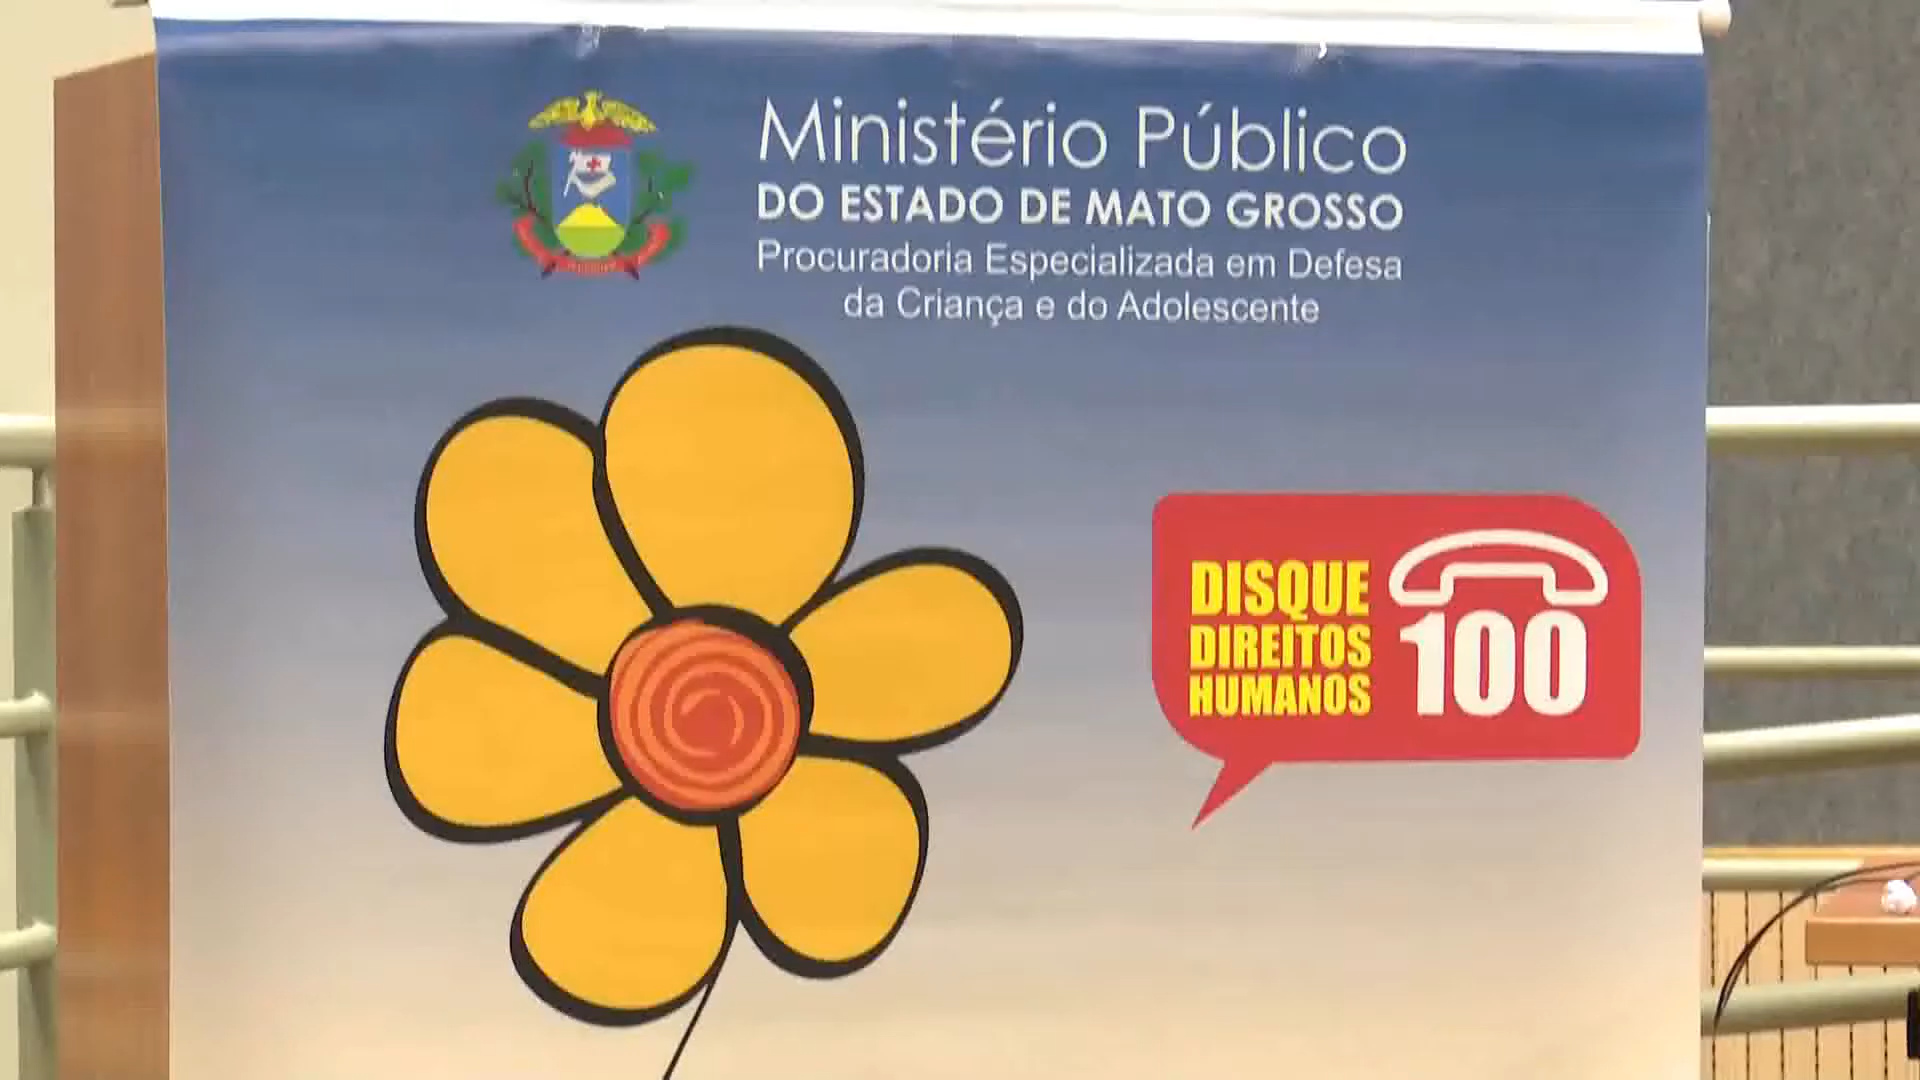 Ministério Público
DO ESTADO DE MATO GROSSO
Procuradoria Especializada em Defesa
da Criança e do Adolescente
DISQUE
DIREITOS
HUMANOS
100